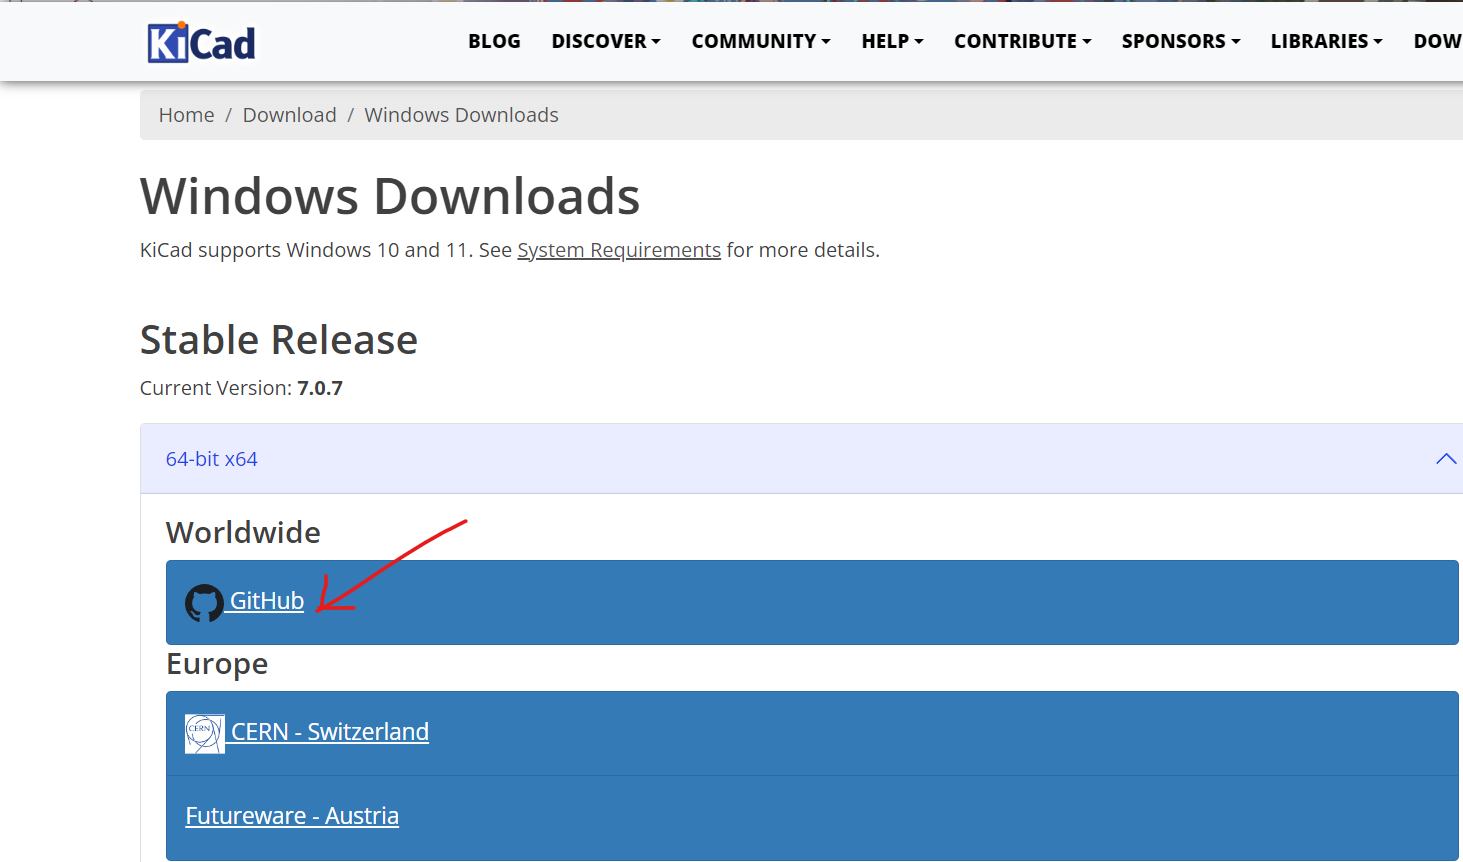 KiCad
BLOG DISCOVER COMMUNITY HELP CONTRIBUTE SPONSORS LIBRARIES DOW
Home / Download / Windows Downloads
Windows Downloads
KiCad supports Windows 10 and 11. See System Requirements for more details.
Stable Release
Current Version: 7.0.7
64-bit x64
Worldwide
GitHub
Europe
CERN
CERN - Switzerland
Futureware - Austria